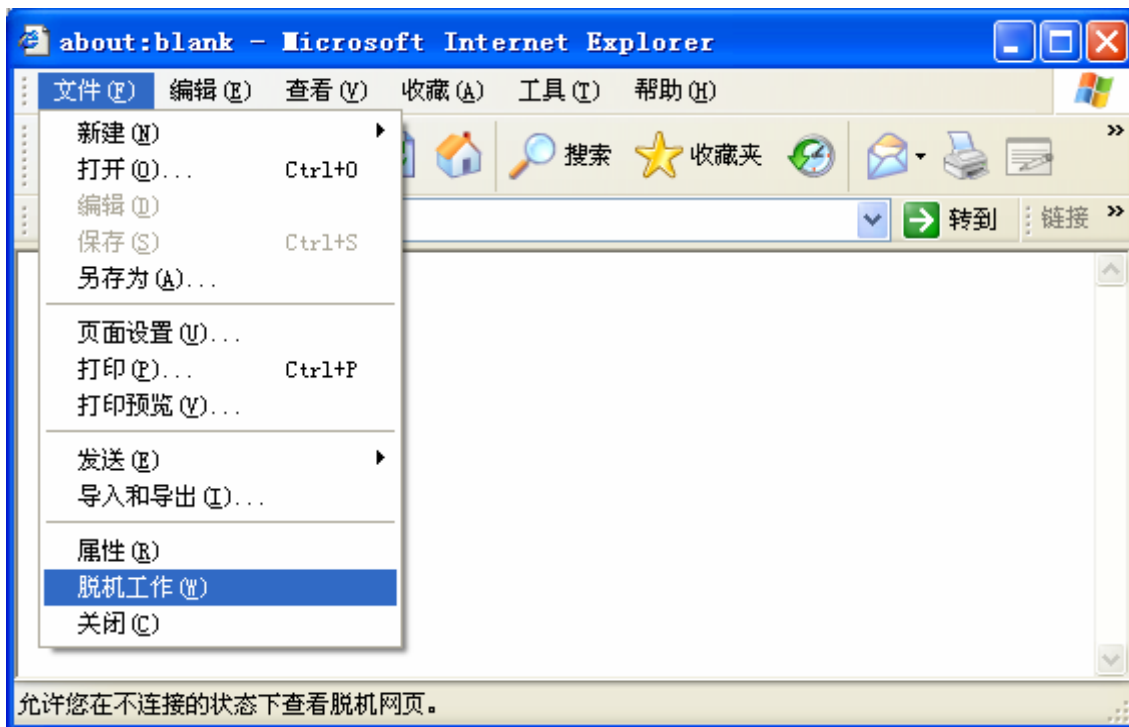 about:blank - Microsoft Internet Explorer
文件(F) 编辑(E) 查看(V) 收藏(A) 工具(T) 帮助(H)
搜索 收藏夹 »
转到 链接 »
新建(N)
打开(O)... Ctrl+O
编辑(D)
保存(S) Ctrl+S
另存为(A)...
页面设置(U)...
打印(P)... Ctrl+P
打印预览(V)...
发送(E)
导入和导出(I)...
属性(R)
脱机工作(W)
关闭(C)
允许您在不连接的状态下查看脱机网页。